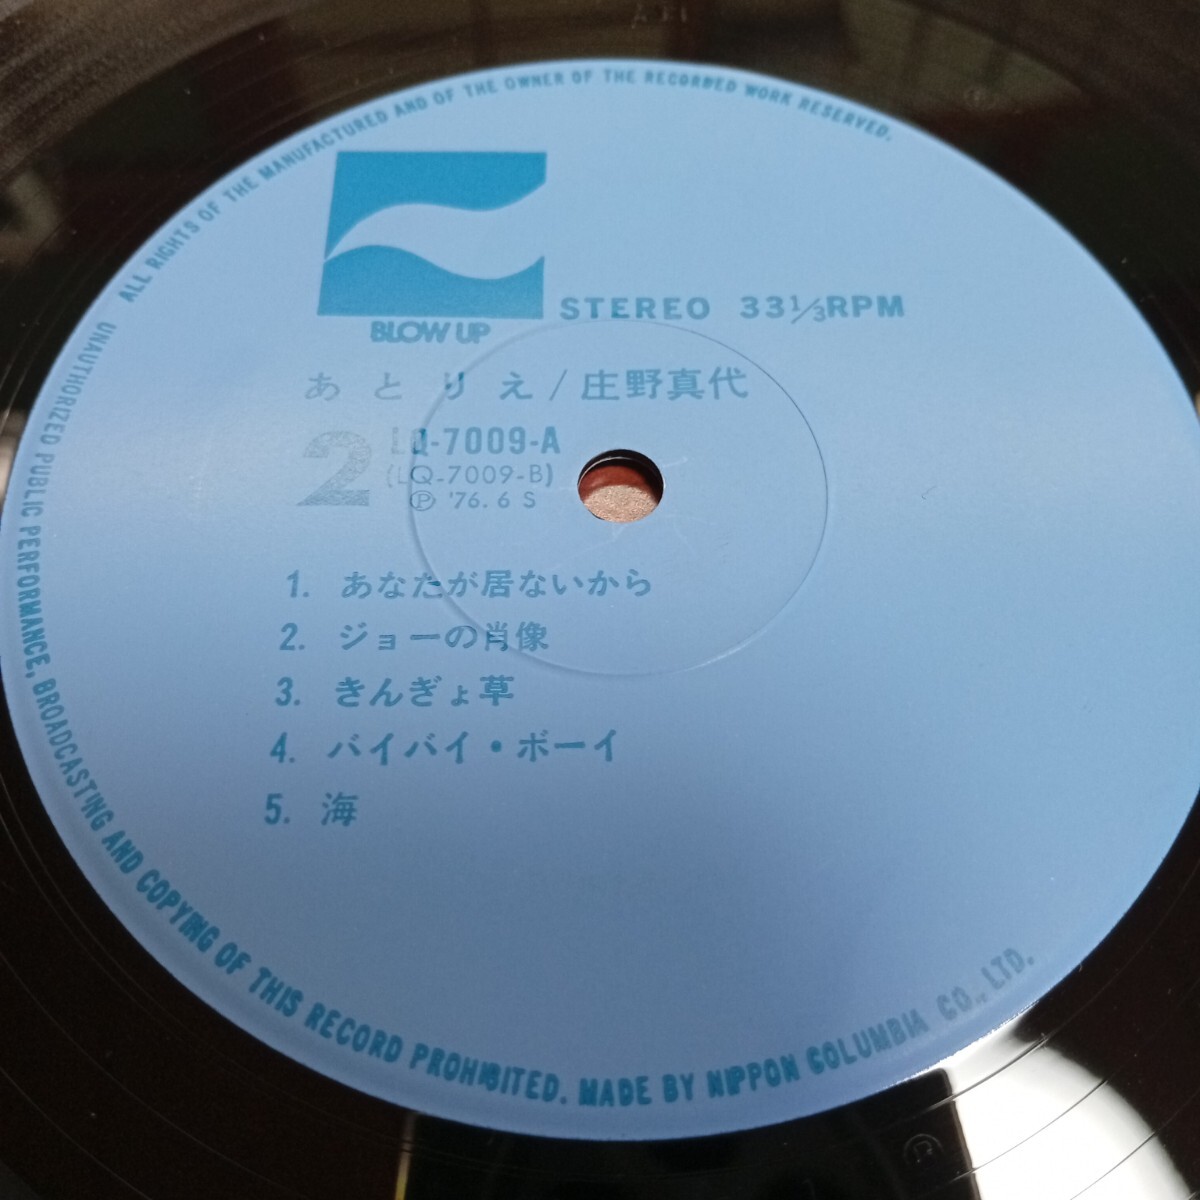 ALL RIGHTS OF THE MANUFACTURED AND OF THE OWNER OF THE RECORDED WORK RESERVED.
BLOW UP
STEREO 33 1/3 RPM
あとりえ/庄野真代
2
LQ-7009-A
(LQ-7009-B)
Ⓟ '76.6 S
1. あなたが居ないから
2. ジョーの肖像
3. きんぎょ草
4. バイバイ・ボーイ
5. 海
UNAUTHORIZED PUBLIC PERFORMANCE, BROADCASTING AND COPYING OF THIS RECORD PROHIBITED. MADE BY NIPPON COLUMBIA CO., LTD.